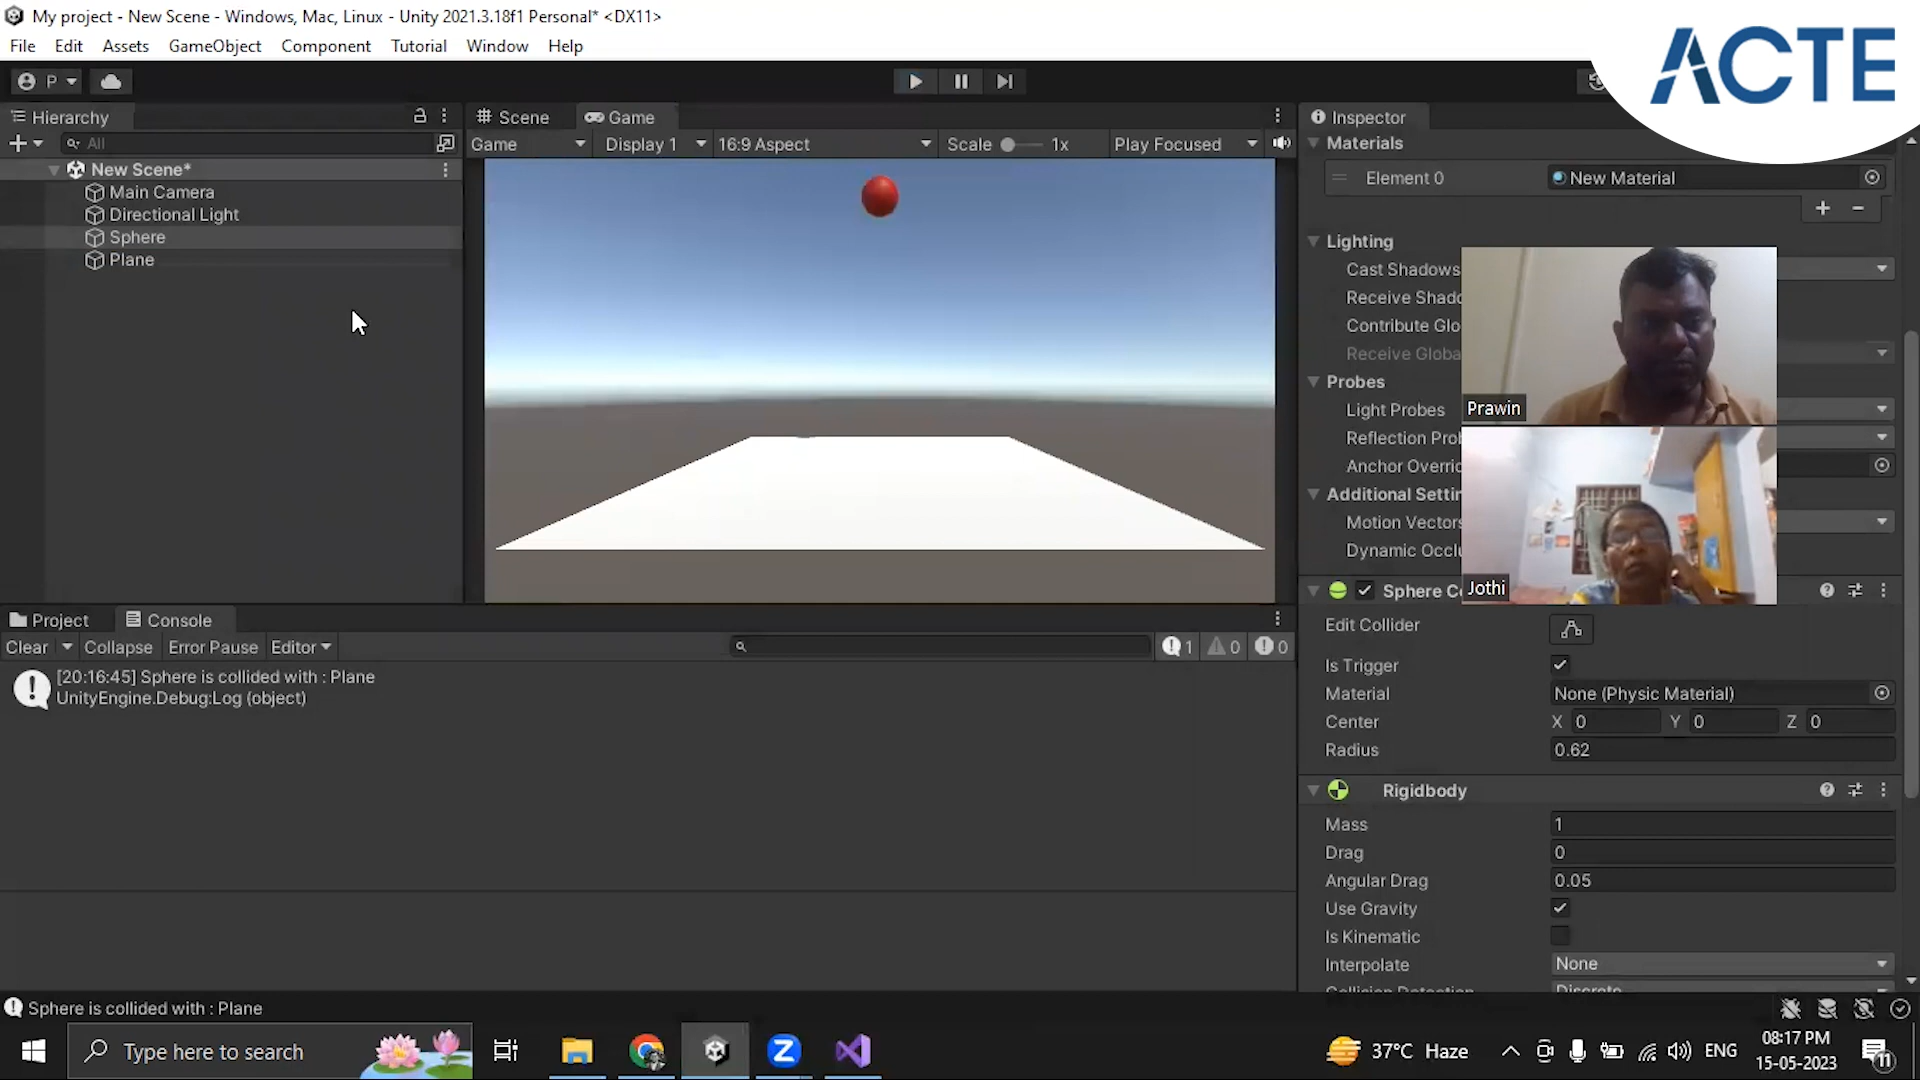 My project - New Scene - Windows, Mac, Linux - Unity 2021.3.18f1 Personal* <DX11>
File Edit Assets GameObject Component Tutorial Window Help
ACTE
P
Hierarchy
All
New Scene*
Main Camera
Directional Light
Sphere
Plane
Scene Game
Game Display 1 16:9 Aspect Scale 1x Play Focused
Inspector
Materials
Element 0 New Material
Lighting
Cast Shadows
Receive Shado
Contribute Glo
Receive Globa
Probes
Light Probes
Reflection Pro
Anchor Overric
Additional Setti
Motion Vectors
Dynamic Occlu
Prawin
Jothi
Sphere Co
Edit Collider
Is Trigger
Material None (Physic Material)
Center X 0 Y 0 Z 0
Radius 0.62
Rigidbody
Mass 1
Drag 0
Angular Drag 0.05
Use Gravity
Is Kinematic
Interpolate None
Collision Detection Discrete
Project Console
Clear Collapse Error Pause Editor 1 0 0
[20:16:45] Sphere is collided with : Plane
UnityEngine.Debug:Log (object)
Sphere is collided with : Plane
Type here to search
37°C Haze
ENG
08:17 PM
15-05-2023
11